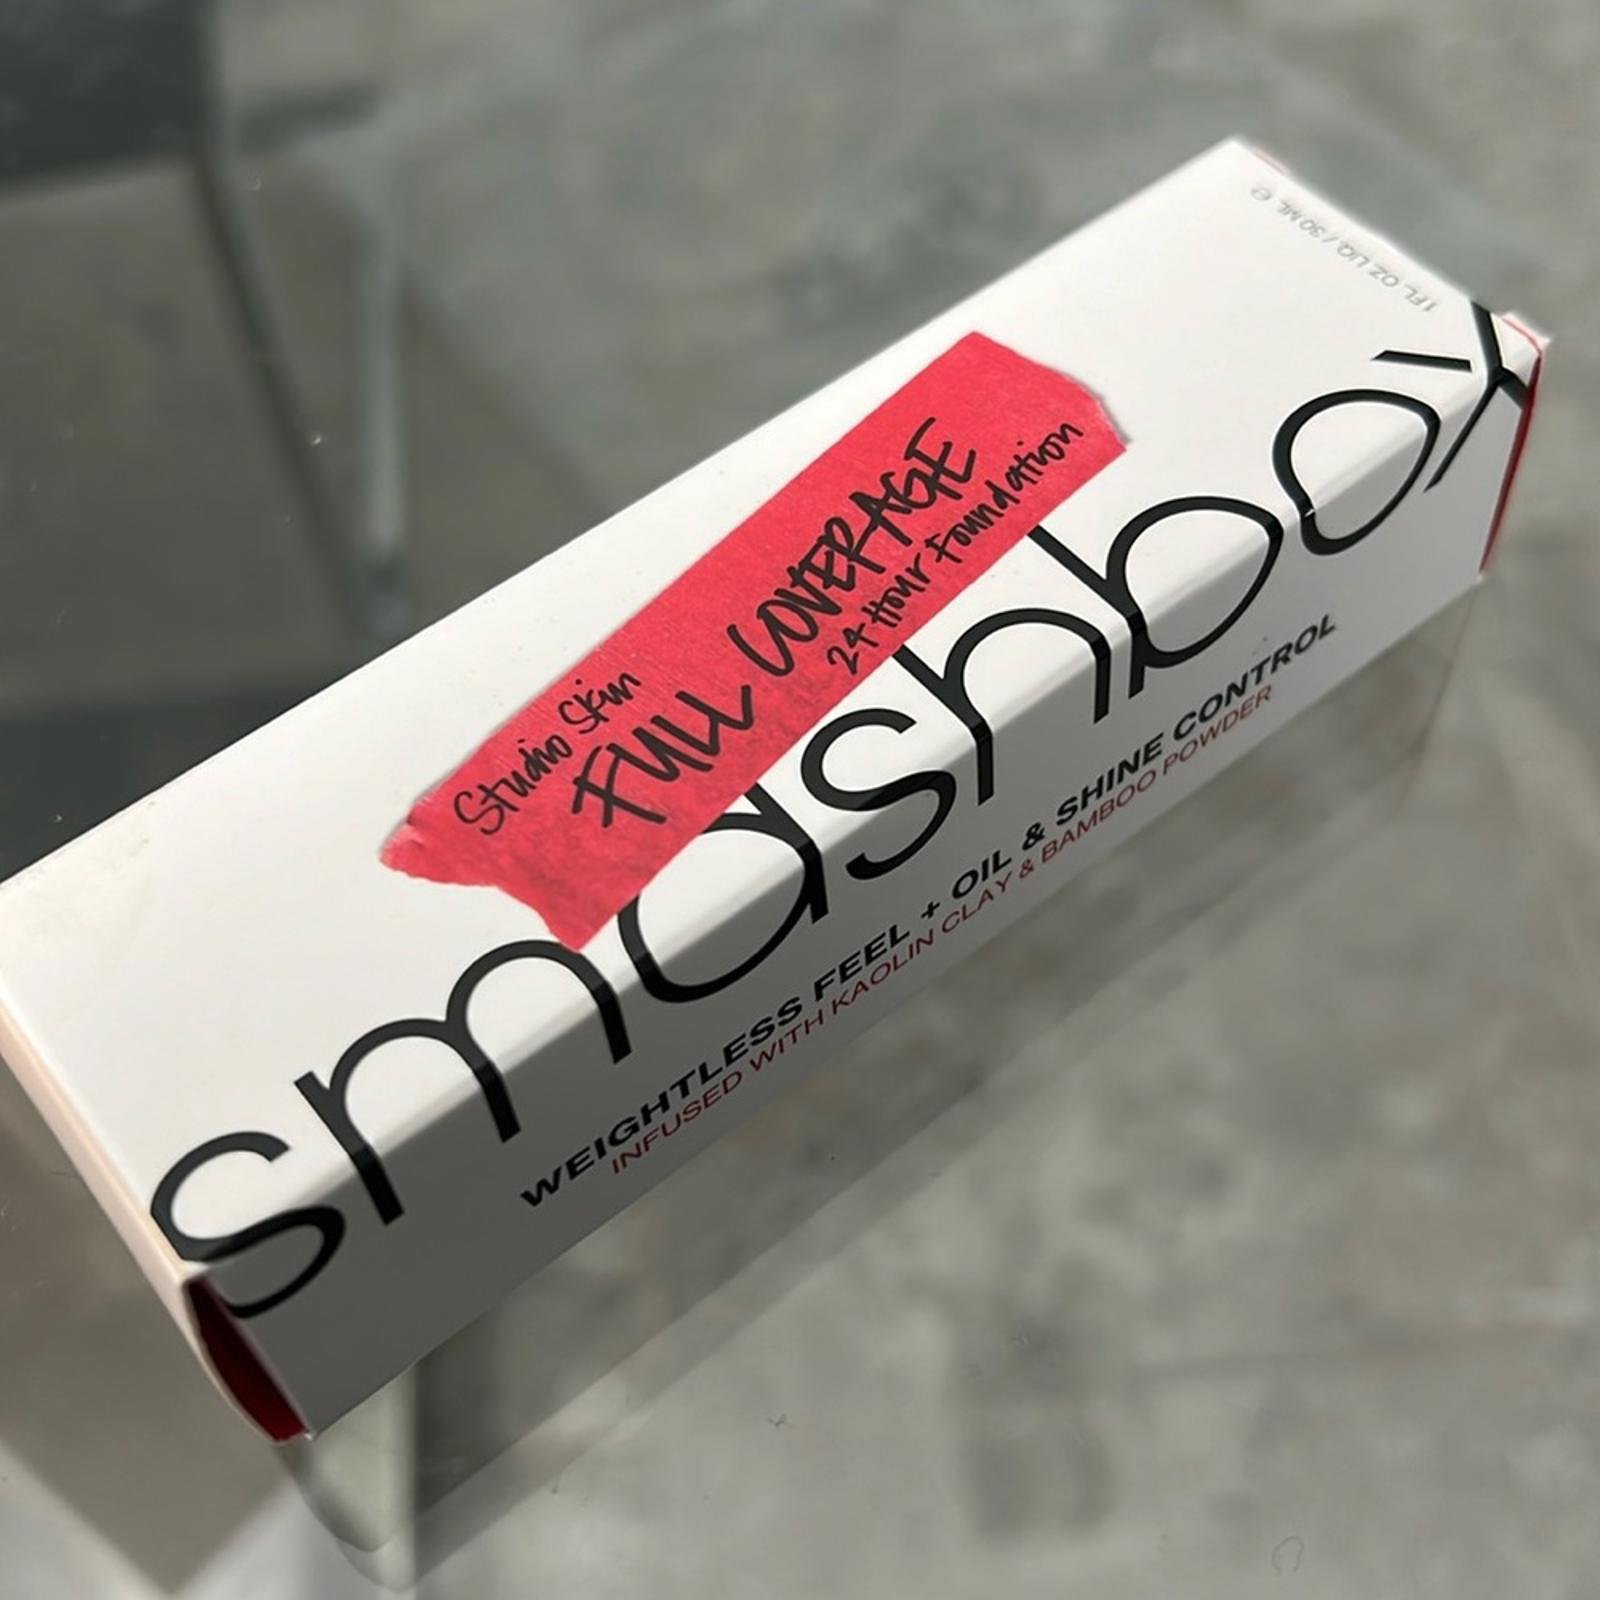 1 FL. OZ LIQ. / 30 ML e
Studio Skin
FULL COVERAGE
24 Hour Foundation
smashbox
WEIGHTLESS FEEL + OIL & SHINE CONTROL
INFUSED WITH KAOLIN CLAY & BAMBOO POWDER